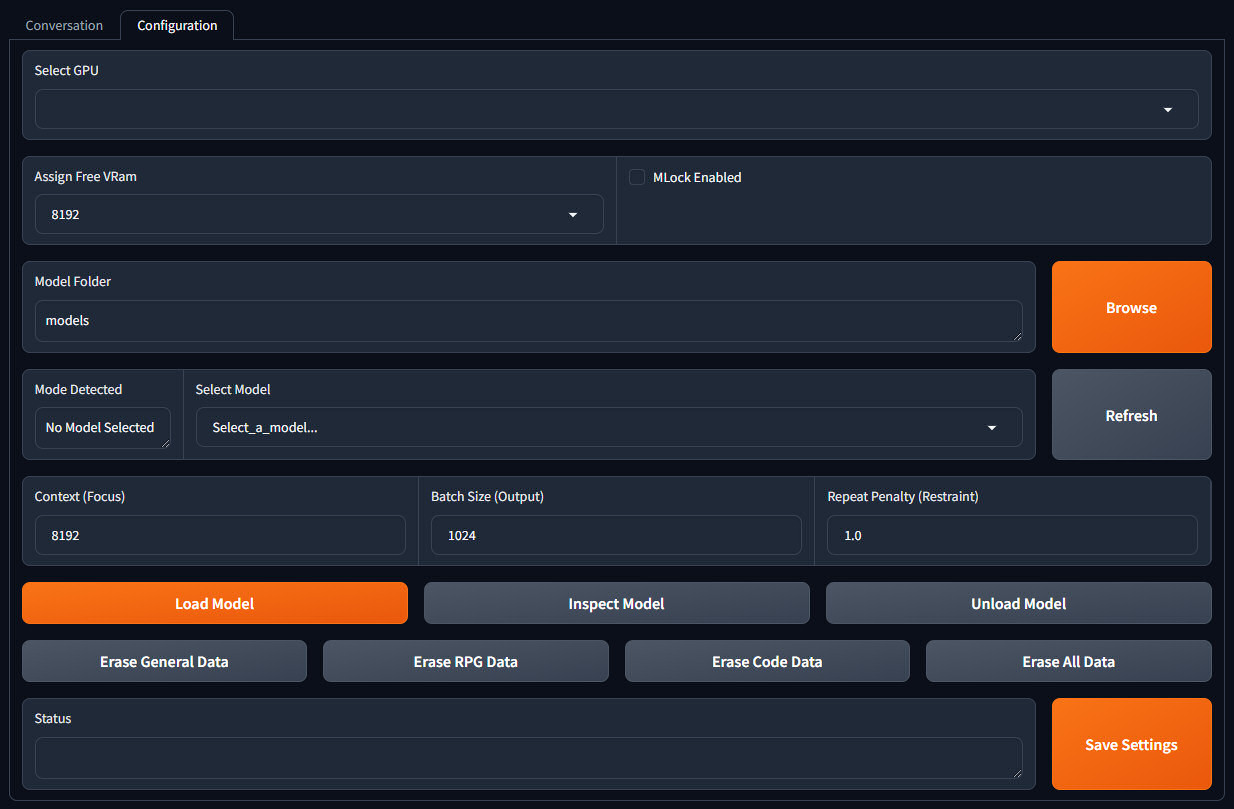 Conversation
Configuration
Select GPU
Assign Free VRam
MLock Enabled
8192
Model Folder
models
Browse
Mode Detected
Select Model
No Model Selected
Select_a_model...
Refresh
Context (Focus)
Batch Size (Output)
Repeat Penalty (Restraint)
8192
1024
1.0
Load Model
Inspect Model
Unload Model
Erase General Data
Erase RPG Data
Erase Code Data
Erase All Data
Status
Save Settings